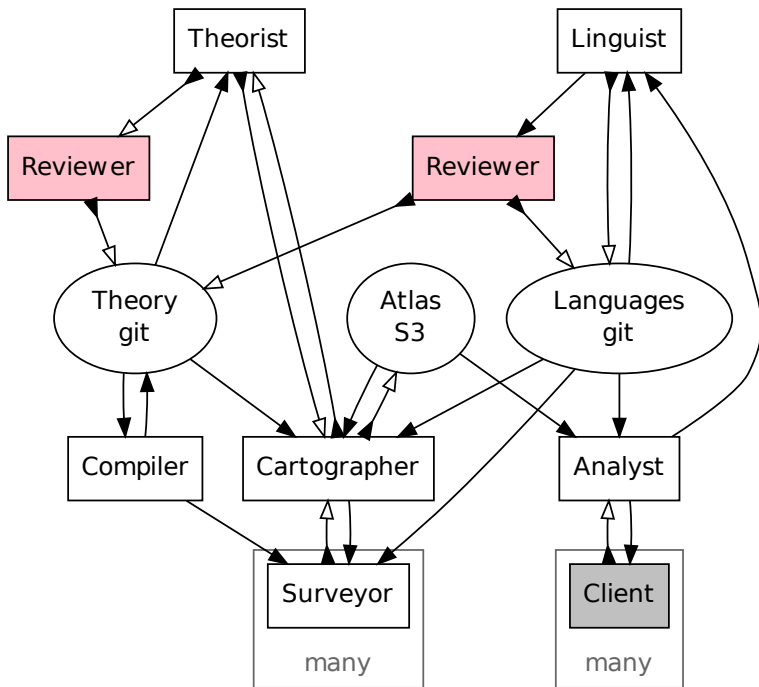 Theorist
Linguist
Reviewer
Reviewer
Theory
git
Atlas
S3
Languages
git
Compiler
Cartographer
Analyst
Surveyor
many
Client
many